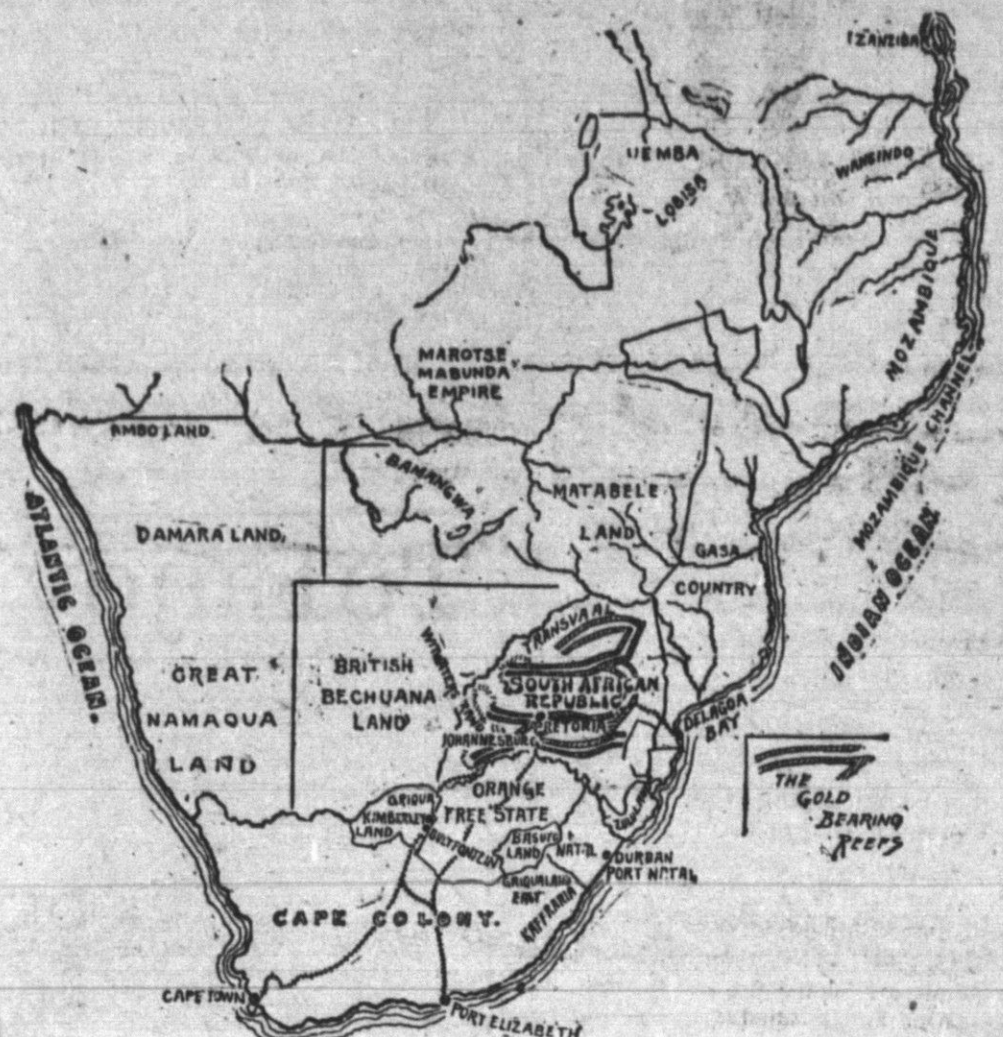 IZANZIBA
UEMBA
LOBISA
WAHSINDO
MOZAMBIQUE
MAROTSE
MABUNDA
EMPIRE
MOZAMBIQUE CHANNEL
AMBO LAND
BAMANGWA
MATABELE
LAND
DAMARA LAND,
ATLANTIC OCEAN.
GASA
COUNTRY
INDIAN OCEAN
TRANSVAAL
GREAT
NAMAQUA
LAND
BRITISH
BECHUANA
LAND
SOUTH AFRICAN
REPUBLIC
PRETORIA
JOHANNESBURG
DELAGOA
BAY
THE
GOLD
BEARING
REEFS
ORANGE
FREE STATE
GRIQUA
KIMBERLEY
LAND
BASUTO
LAND
NATAL
DURBAN
PORT NATAL
GRIQUALAND
EAST
KAFFRARIA
CAPE COLONY.
CAPE TOWN
PORT ELIZABETH